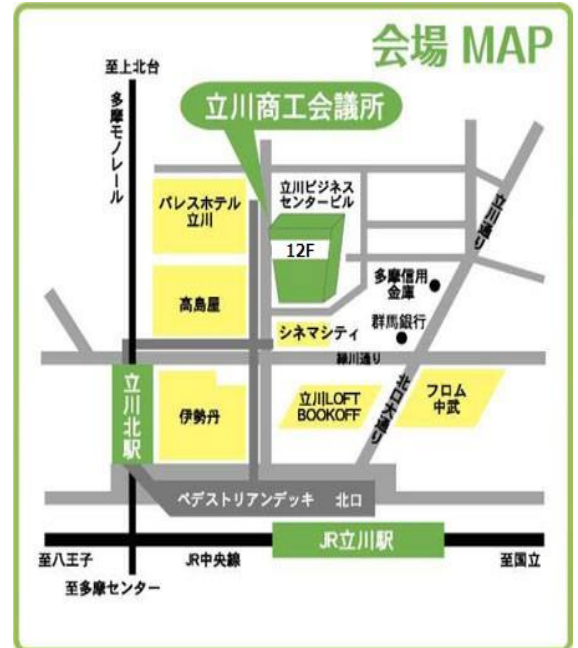 会場 MAP
至上北台
多摩モノレール
立川商工会議所
パレスホテル
立川
立川ビジネス
センタービル
12F
立川通り
高島屋
多摩信用
金庫
シネマシティ
群馬銀行
緑川通り
立川北駅
伊勢丹
立川LOFT
BOOKOFF
北口大通り
フロム
中武
ペデストリアンデッキ 北口
JR立川駅
至八王子
JR中央線
至国立
至多摩センター